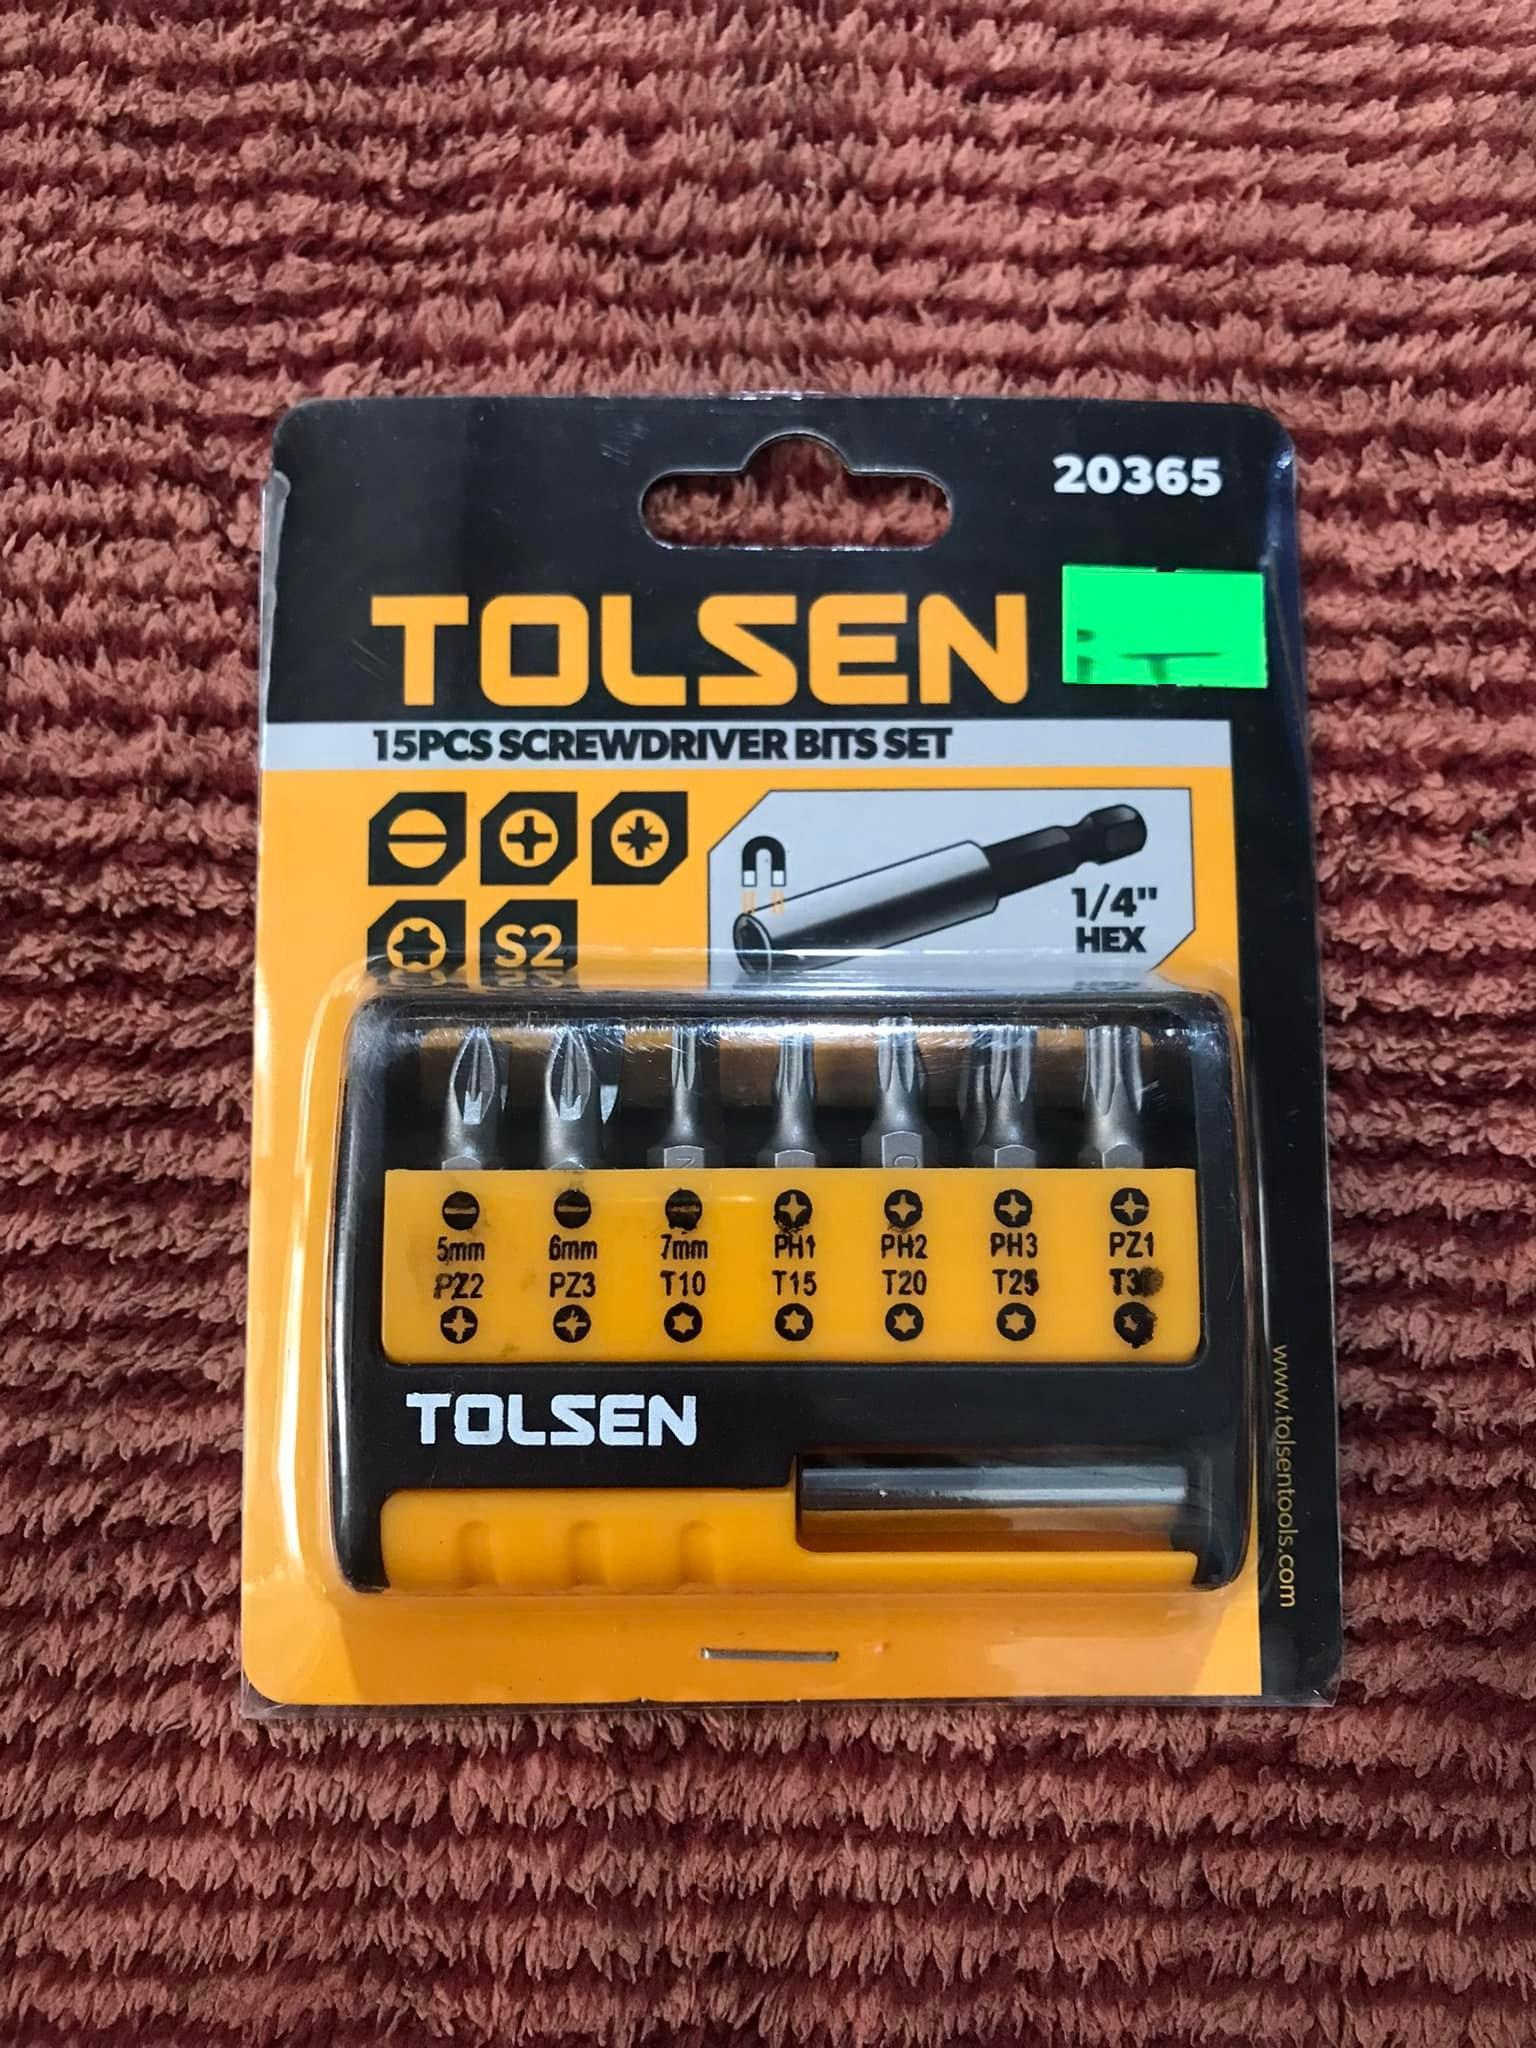 20365
TOLSEN
15PCS SCREWDRIVER BITS SET
S2
1/4"
HEX
5mm 6mm 7mm PH1 PH2 PH3 PZ1
PZ2 PZ3 T10 T15 T20 T25
TOLSEN
www.tolsentools.com